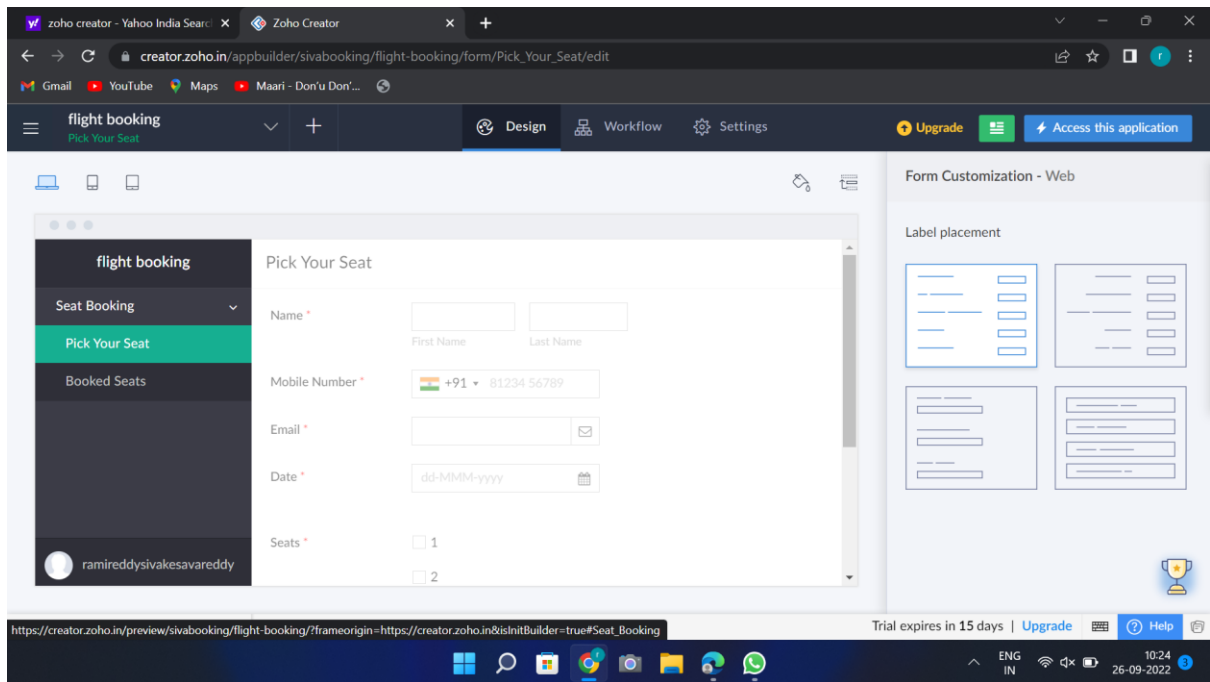 zoho creator - Yahoo India Searc
Zoho Creator
creator.zoho.in/appbuilder/sivabooking/flight-booking/form/Pick_Your_Seat/edit
Gmail YouTube Maps Maari - Don'u Don'...
flight booking
Pick Your Seat
Design Workflow Settings
Upgrade
Access this application
Form Customization - Web
Label placement
flight booking
Seat Booking
Pick Your Seat
Booked Seats
ramireddysivakesavareddy
Pick Your Seat
Name *
First Name Last Name
Mobile Number * +91 81234 56789
Email *
Date * dd-MMM-yyyy
Seats * 1
2
https://creator.zoho.in/preview/sivabooking/flight-booking/?frameorigin=https://creator.zoho.in&isInitBuilder=true#Seat_Booking
Trial expires in 15 days | Upgrade
Help
ENG
IN
10:24
26-09-2022
3